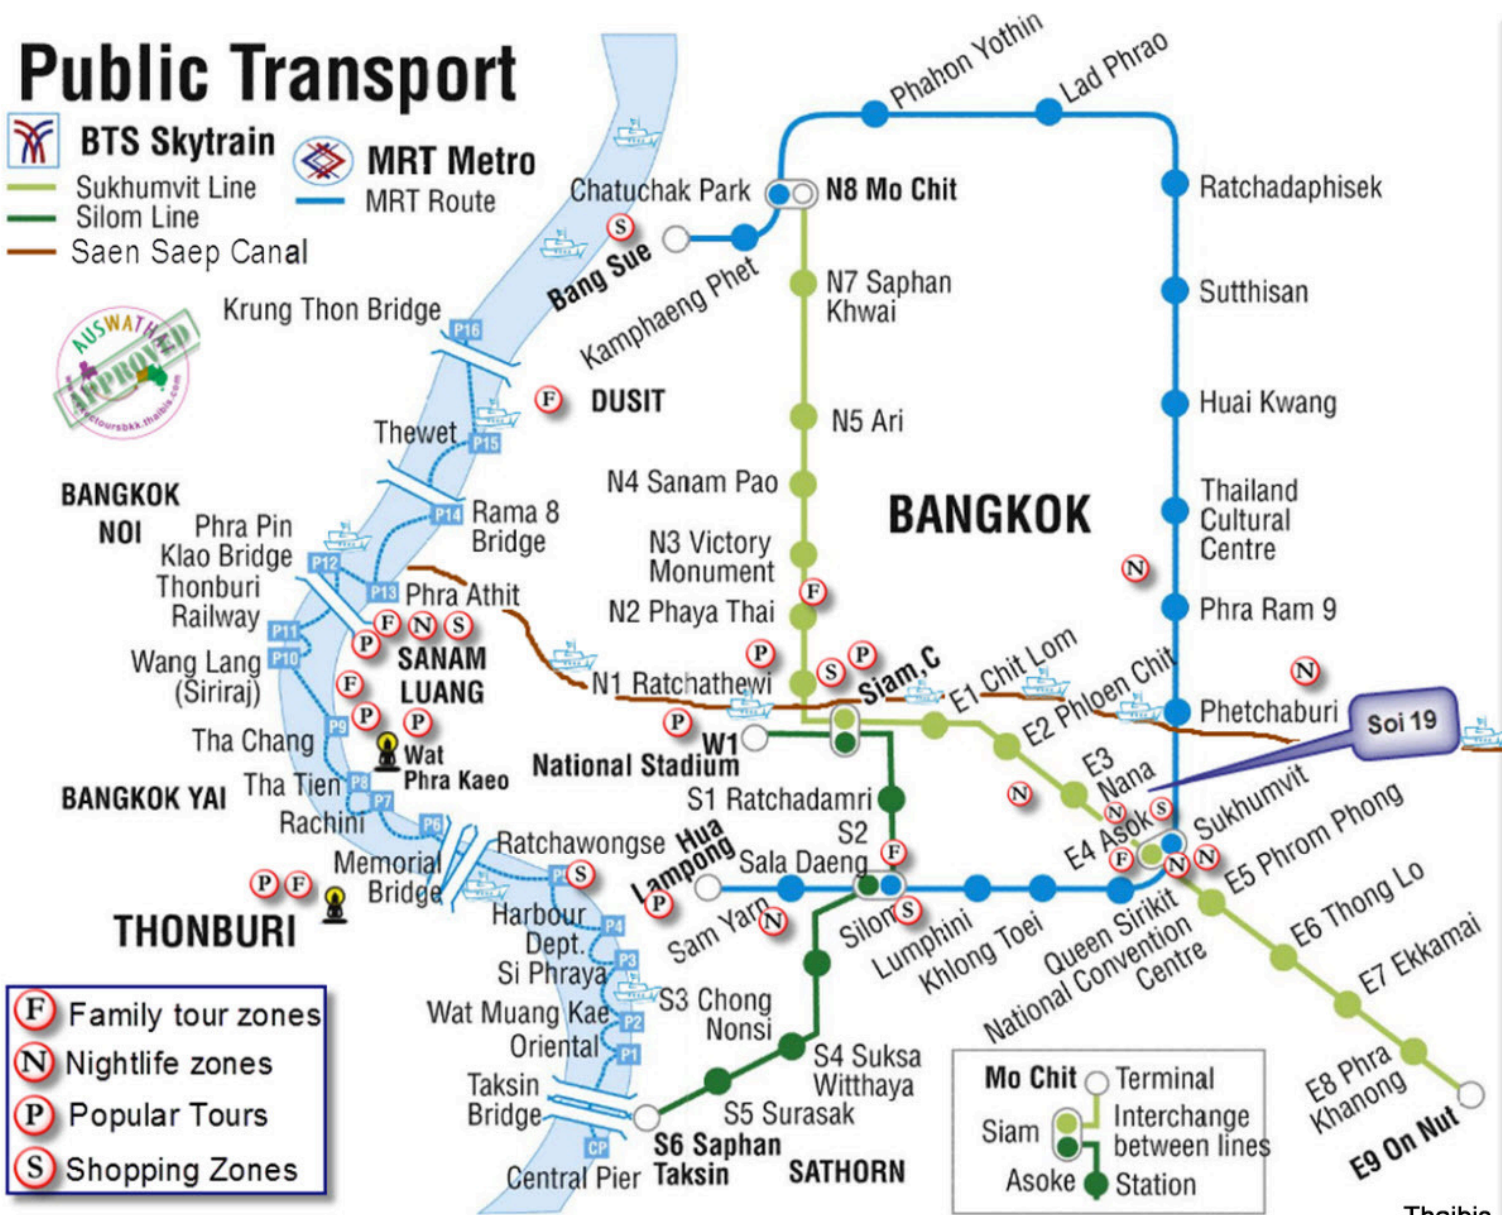 Public Transport
BTS Skytrain
Sukhumvit Line
Silom Line
Saen Saep Canal
MRT Metro
MRT Route
AUSWATHAI
APPROVED
Phahon Yothin
Lad Phrao
Chatuchak Park
N8 Mo Chit
Ratchadaphisek
S
Bang Sue
Kamphaeng Phet
N7 Saphan
Khwai
Sutthisan
Krung Thon Bridge
P16
F
DUSIT
N5 Ari
Huai Kwang
Thewet
P15
BANGKOK
NOI
N4 Sanam Pao
BANGKOK
Thailand
Cultural
Centre
P14
Rama 8
Bridge
Phra Pin
Klao Bridge
P12
N3 Victory
Monument
N
Thonburi
Railway
P13
Phra Athit
F
N2 Phaya Thai
Phra Ram 9
P11
F
N
S
P
P10
Wang Lang
(Siriraj)
SANAM
LUANG
F
P
S
P
Siam,C
N1 Ratchathewi
E1 Chit Lom
E2 Phloen Chit
N
Phetchaburi
Soi 19
P9
P
P
Tha Chang
P
W1
National Stadium
Wat
Phra Kaeo
E3
Nana
Tha Tien
P8
BANGKOK YAI
P7
Rachini
S1 Ratchadamri
N
N
S
Sukhumvit
P6
S2
E4 Asok
Memorial
Bridge
Ratchawongse
Hua
Lampong
Sala Daeng
F
F
N
N
E5 Phrom Phong
P
F
P5
S
P
THONBURI
Harbour
Dept.
P4
Sam Yarn
N
Silom
S
Lumphini
Khlong Toei
Queen Sirikit
National Convention
Centre
E6 Thong Lo
Si Phraya
P3
E7 Ekkamai
Wat Muang Kae
P2
S3 Chong
Nonsi
Oriental
P1
S4 Suksa
Witthaya
E8 Phra
Khanong
Taksin
Bridge
S5 Surasak
E9 On Nut
CP
Central Pier
S6 Saphan
Taksin
SATHORN
F Family tour zones
N Nightlife zones
P Popular Tours
S Shopping Zones
Mo Chit
Terminal
Siam
Interchange
between lines
Asoke
Station